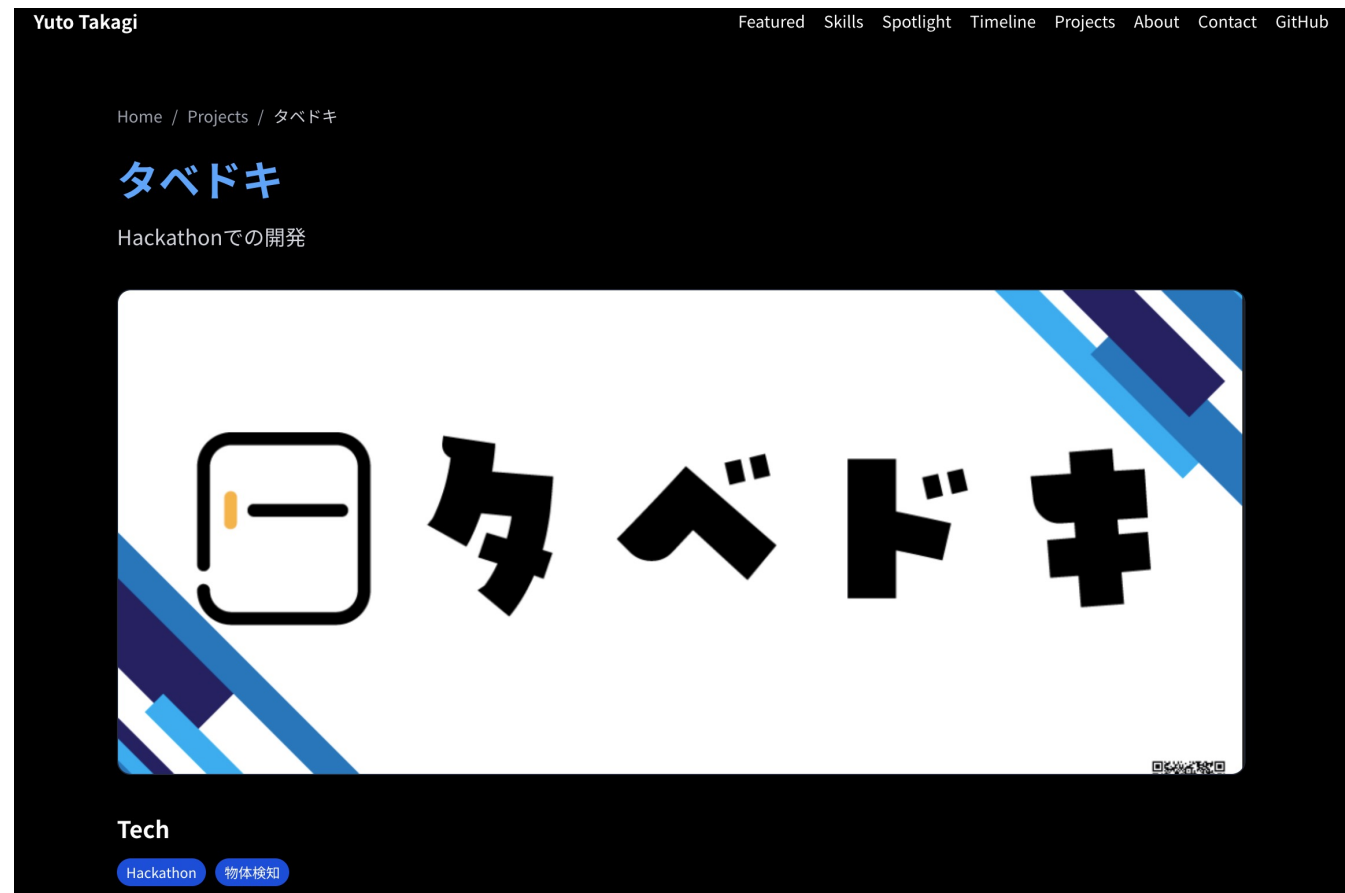 Yuto Takagi
Featured Skills Spotlight Timeline Projects About Contact GitHub
Home / Projects / タベドキ
タベドキ
Hackathonでの開発
タベドキ
Tech
Hackathon 物体検知